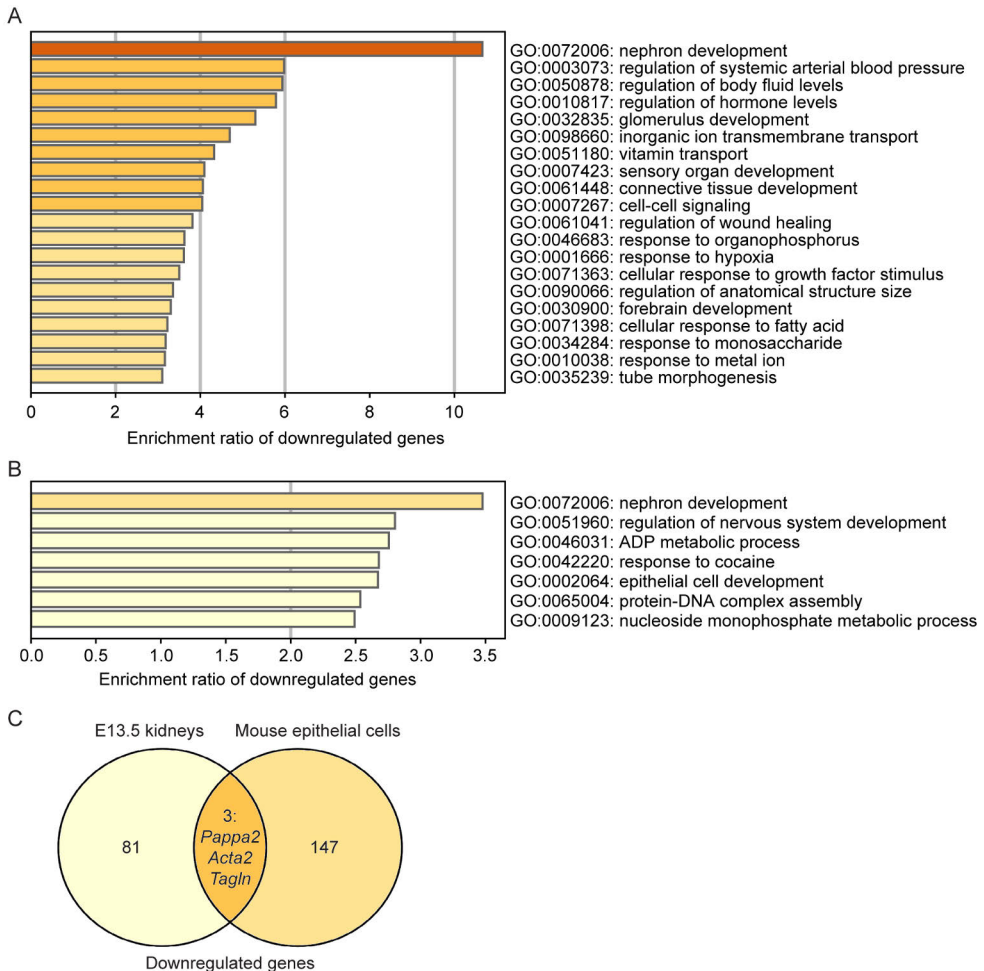 A
GO:0072006: nephron development
GO:0003073: regulation of systemic arterial blood pressure
GO:0050878: regulation of body fluid levels
GO:0010817: regulation of hormone levels
GO:0032835: glomerulus development
GO:0098660: inorganic ion transmembrane transport
GO:0051180: vitamin transport
GO:0007423: sensory organ development
GO:0061448: connective tissue development
GO:0007267: cell-cell signaling
GO:0061041: regulation of wound healing
GO:0046683: response to organophosphorus
GO:0001666: response to hypoxia
GO:0071363: cellular response to growth factor stimulus
GO:0090066: regulation of anatomical structure size
GO:0030900: forebrain development
GO:0071398: cellular response to fatty acid
GO:0034284: response to monosaccharide
GO:0010038: response to metal ion
GO:0035239: tube morphogenesis
0 2 4 6 8 10
Enrichment ratio of downregulated genes
B
GO:0072006: nephron development
GO:0051960: regulation of nervous system development
GO:0046031: ADP metabolic process
GO:0042220: response to cocaine
GO:0002064: epithelial cell development
GO:0065004: protein-DNA complex assembly
GO:0009123: nucleoside monophosphate metabolic process
0.0 0.5 1.0 1.5 2.0 2.5 3.0 3.5
Enrichment ratio of downregulated genes
C
E13.5 kidneys Mouse epithelial cells
81
3:
Pappa2
Acta2
Tagln
147
Downregulated genes